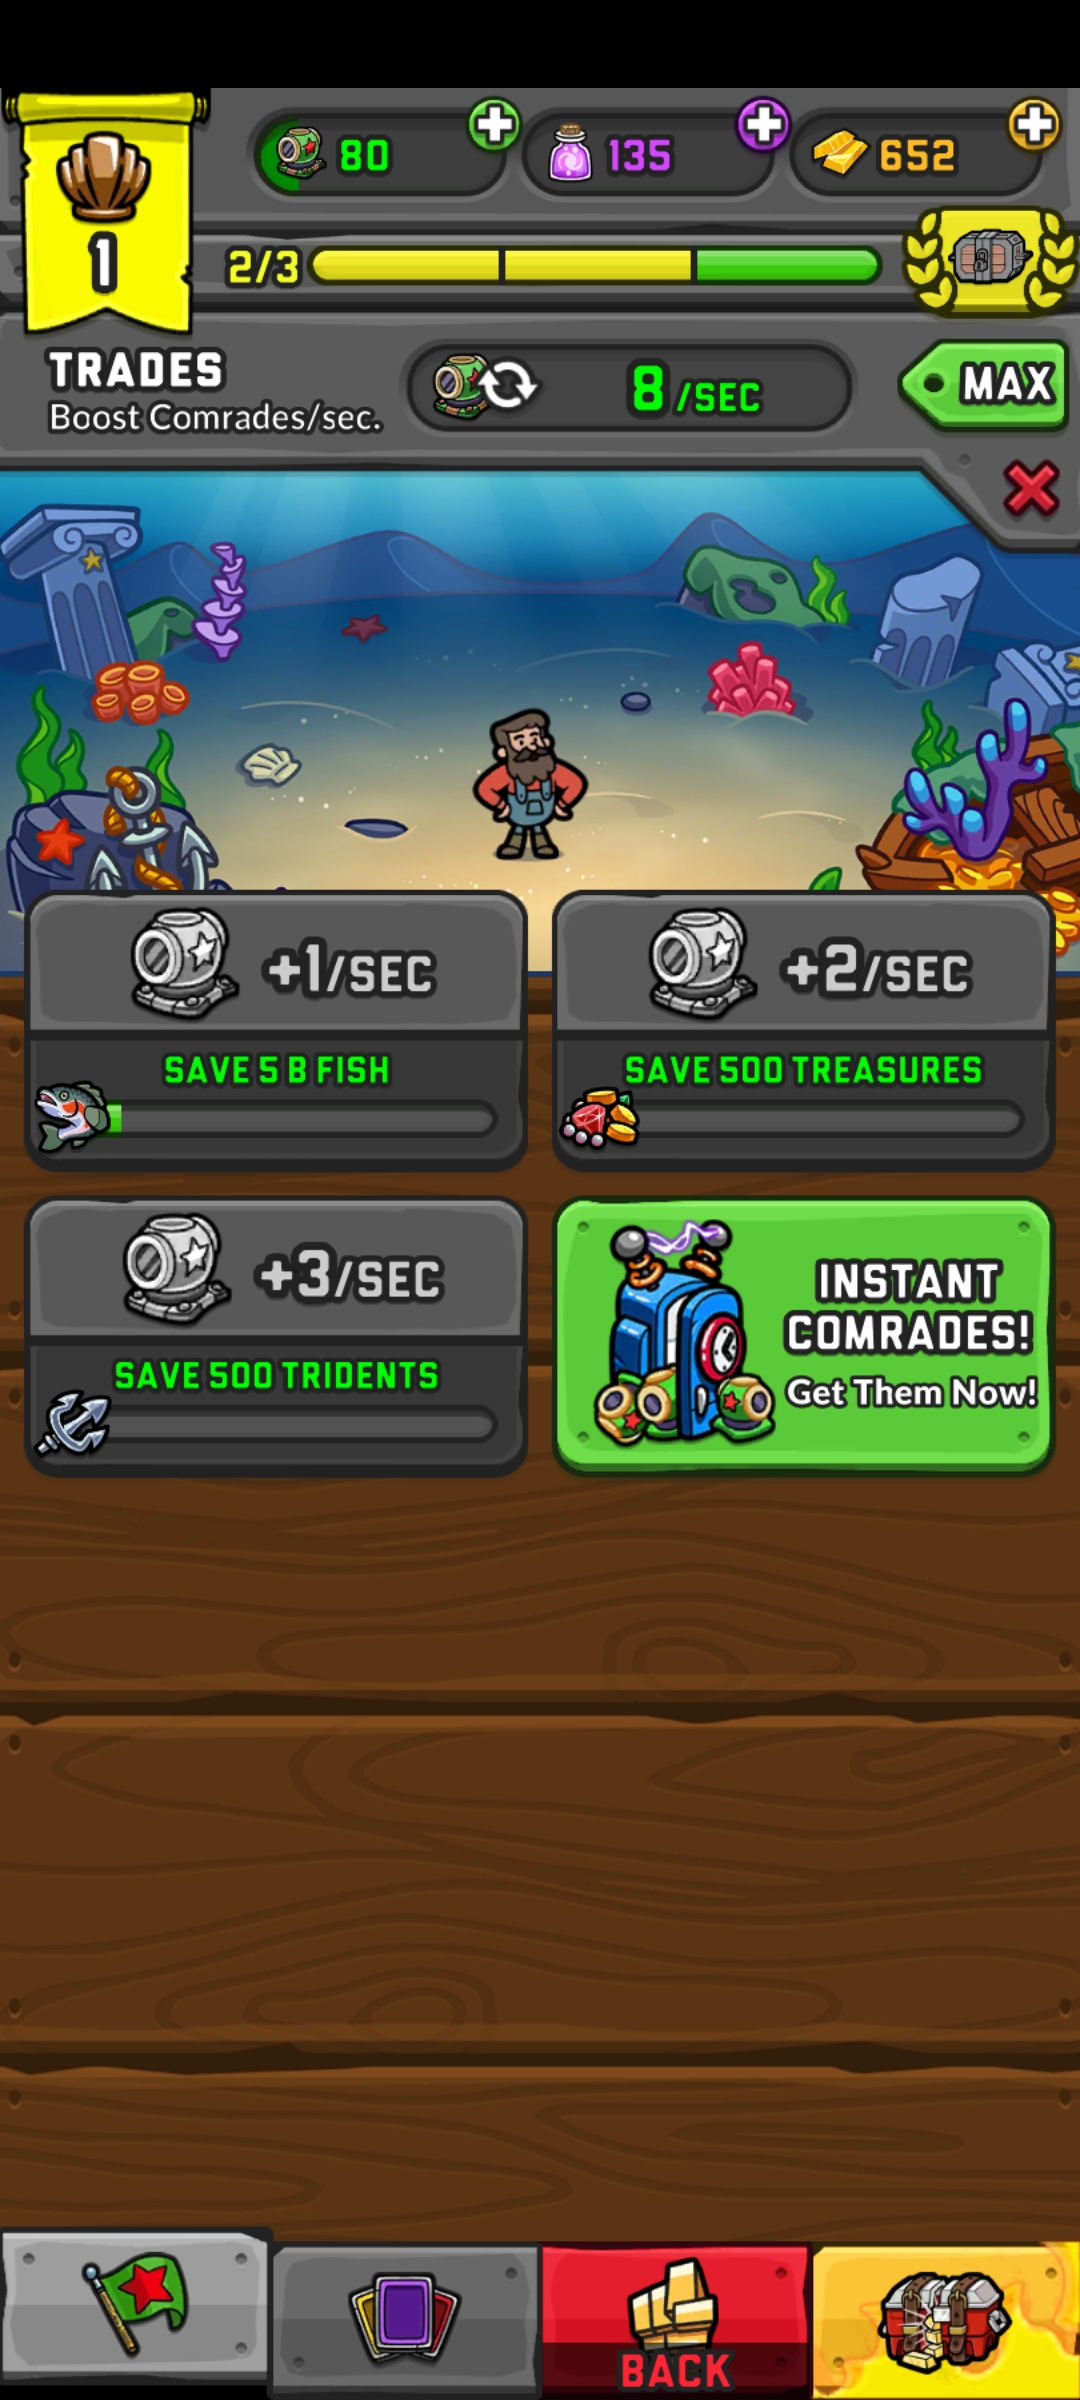 80
135
652
1
2/3
TRADES
Boost Comrades/sec.
8/SEC
MAX
+1/SEC
SAVE 5 B FISH
+2/SEC
SAVE 500 TREASURES
+3/SEC
SAVE 500 TRIDENTS
INSTANT
COMRADES!
Get Them Now!
BACK